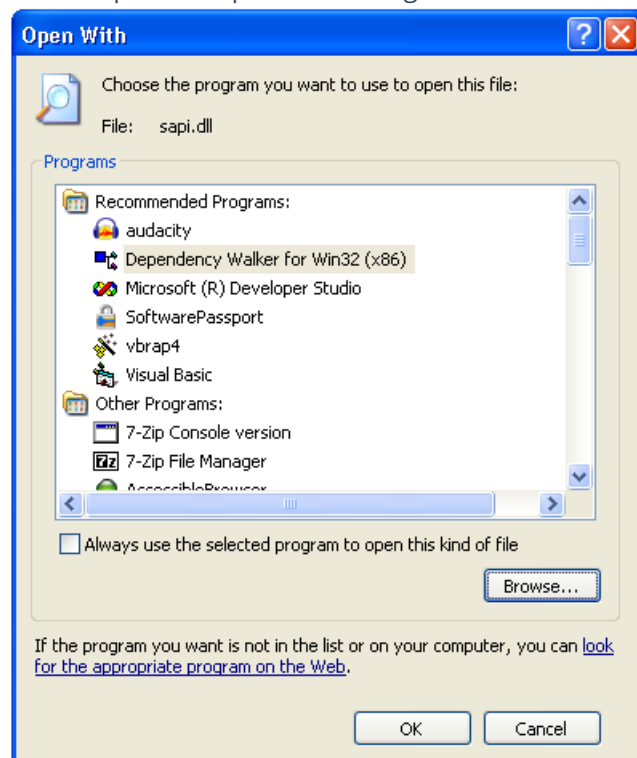 Open With
Choose the program you want to use to open this file:
File: sapi.dll
Programs
Recommended Programs:
audacity
Dependency Walker for Win32 (x86)
Microsoft (R) Developer Studio
SoftwarePassport
vbrap4
Visual Basic
Other Programs:
7-Zip Console version
7-Zip File Manager
AccessibleBrowser
Always use the selected program to open this kind of file
Browse...
If the program you want is not in the list or on your computer, you can look
for the appropriate program on the Web.
OK Cancel